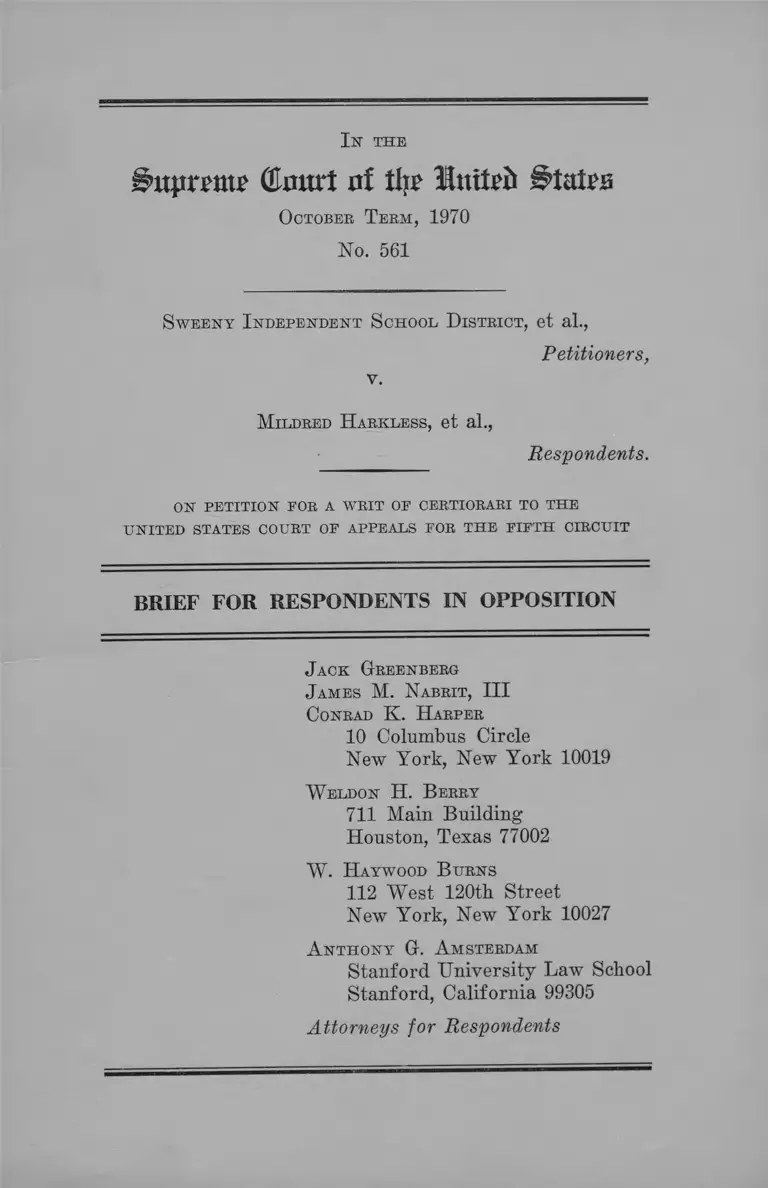 IN THE
Supreme Court of the United States
OCTOBER TERM, 1970
No. 561
SWEENY INDEPENDENT SCHOOL DISTRICT, et al.,
Petitioners,
v.
MILDRED HARKLESS, et al.,
Respondents.
ON PETITION FOR A WRIT OF CERTIORARI TO THE
UNITED STATES COURT OF APPEALS FOR THE FIFTH CIRCUIT
BRIEF FOR RESPONDENTS IN OPPOSITION
JACK GREENBERG
JAMES M. NABRIT, III
CONRAD K. HARPER
10 Columbus Circle
New York, New York 10019
WELDON H. BERRY
711 Main Building
Houston, Texas 77002
W. HAYWOOD BURNS
112 West 120th Street
New York, New York 10027
ANTHONY G. AMSTERDAM
Stanford University Law School
Stanford, California 99305
Attorneys for Respondents